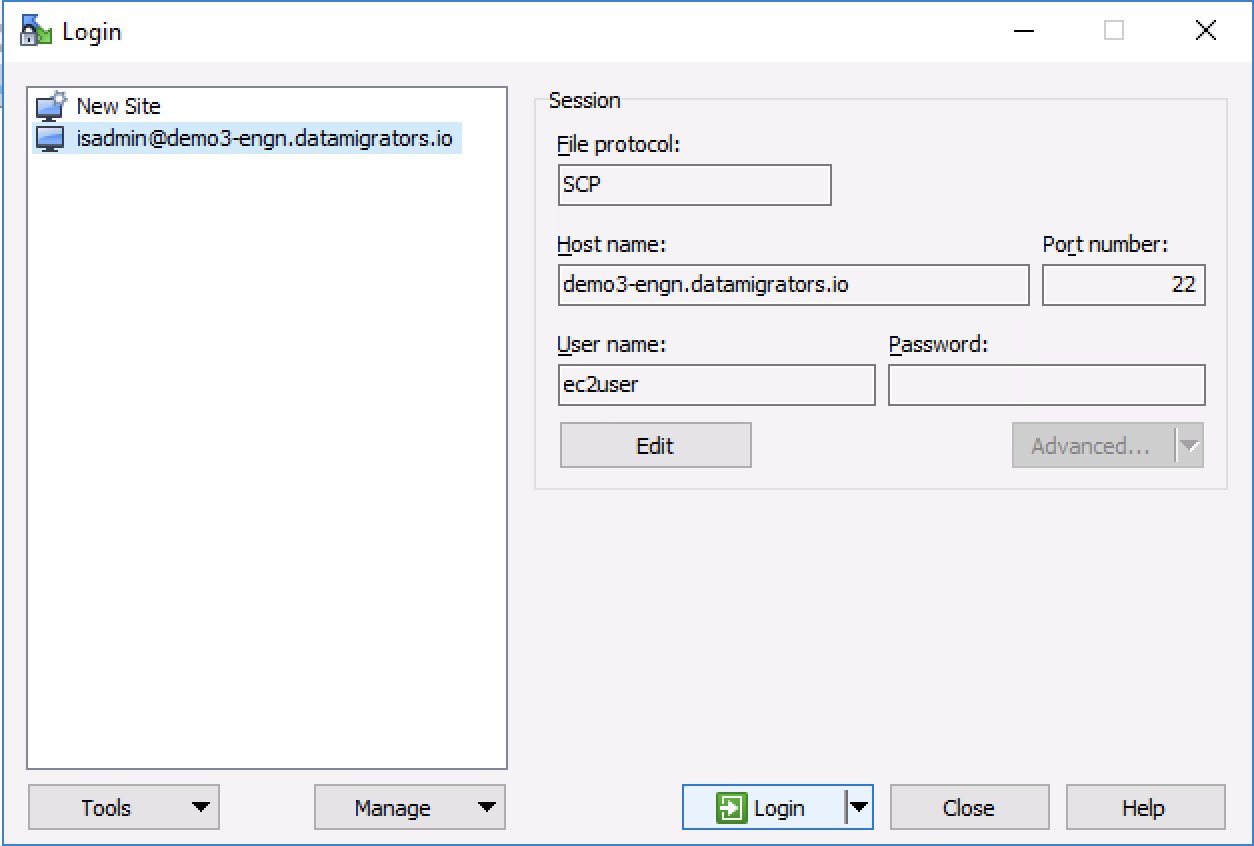 Login
New Site
isadmin@demo3-engn.datamigrators.io
Session
File protocol:
SCP
Host name: Port number:
demo3-engn.datamigrators.io 22
User name: Password:
ec2user
Edit Advanced...
Tools Manage Login Close Help